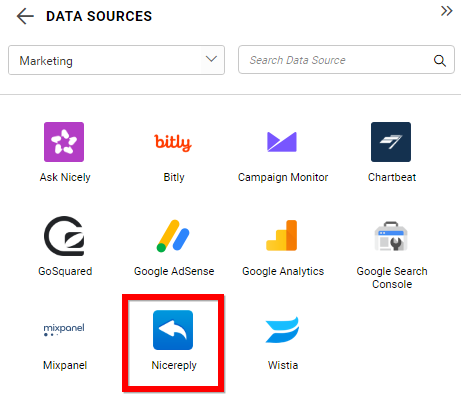 DATA SOURCES
Marketing
Search Data Source
bitly
Ask Nicely
Bitly
Campaign Monitor
Chartbeat
GoSquared
Google AdSense
Google Analytics
Google Search
Console
mixpanel
Mixpanel
Nicereply
Wistia